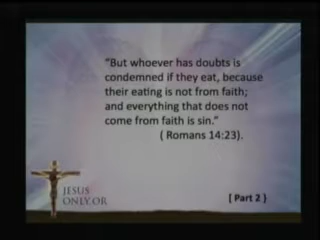 “But whoever has doubts is
condemned if they eat, because
their eating is not from faith;
and everything that does not
come from faith is sin.”
( Romans 14:23).
JESUS
ONLY.OR
[ Part 2 ]